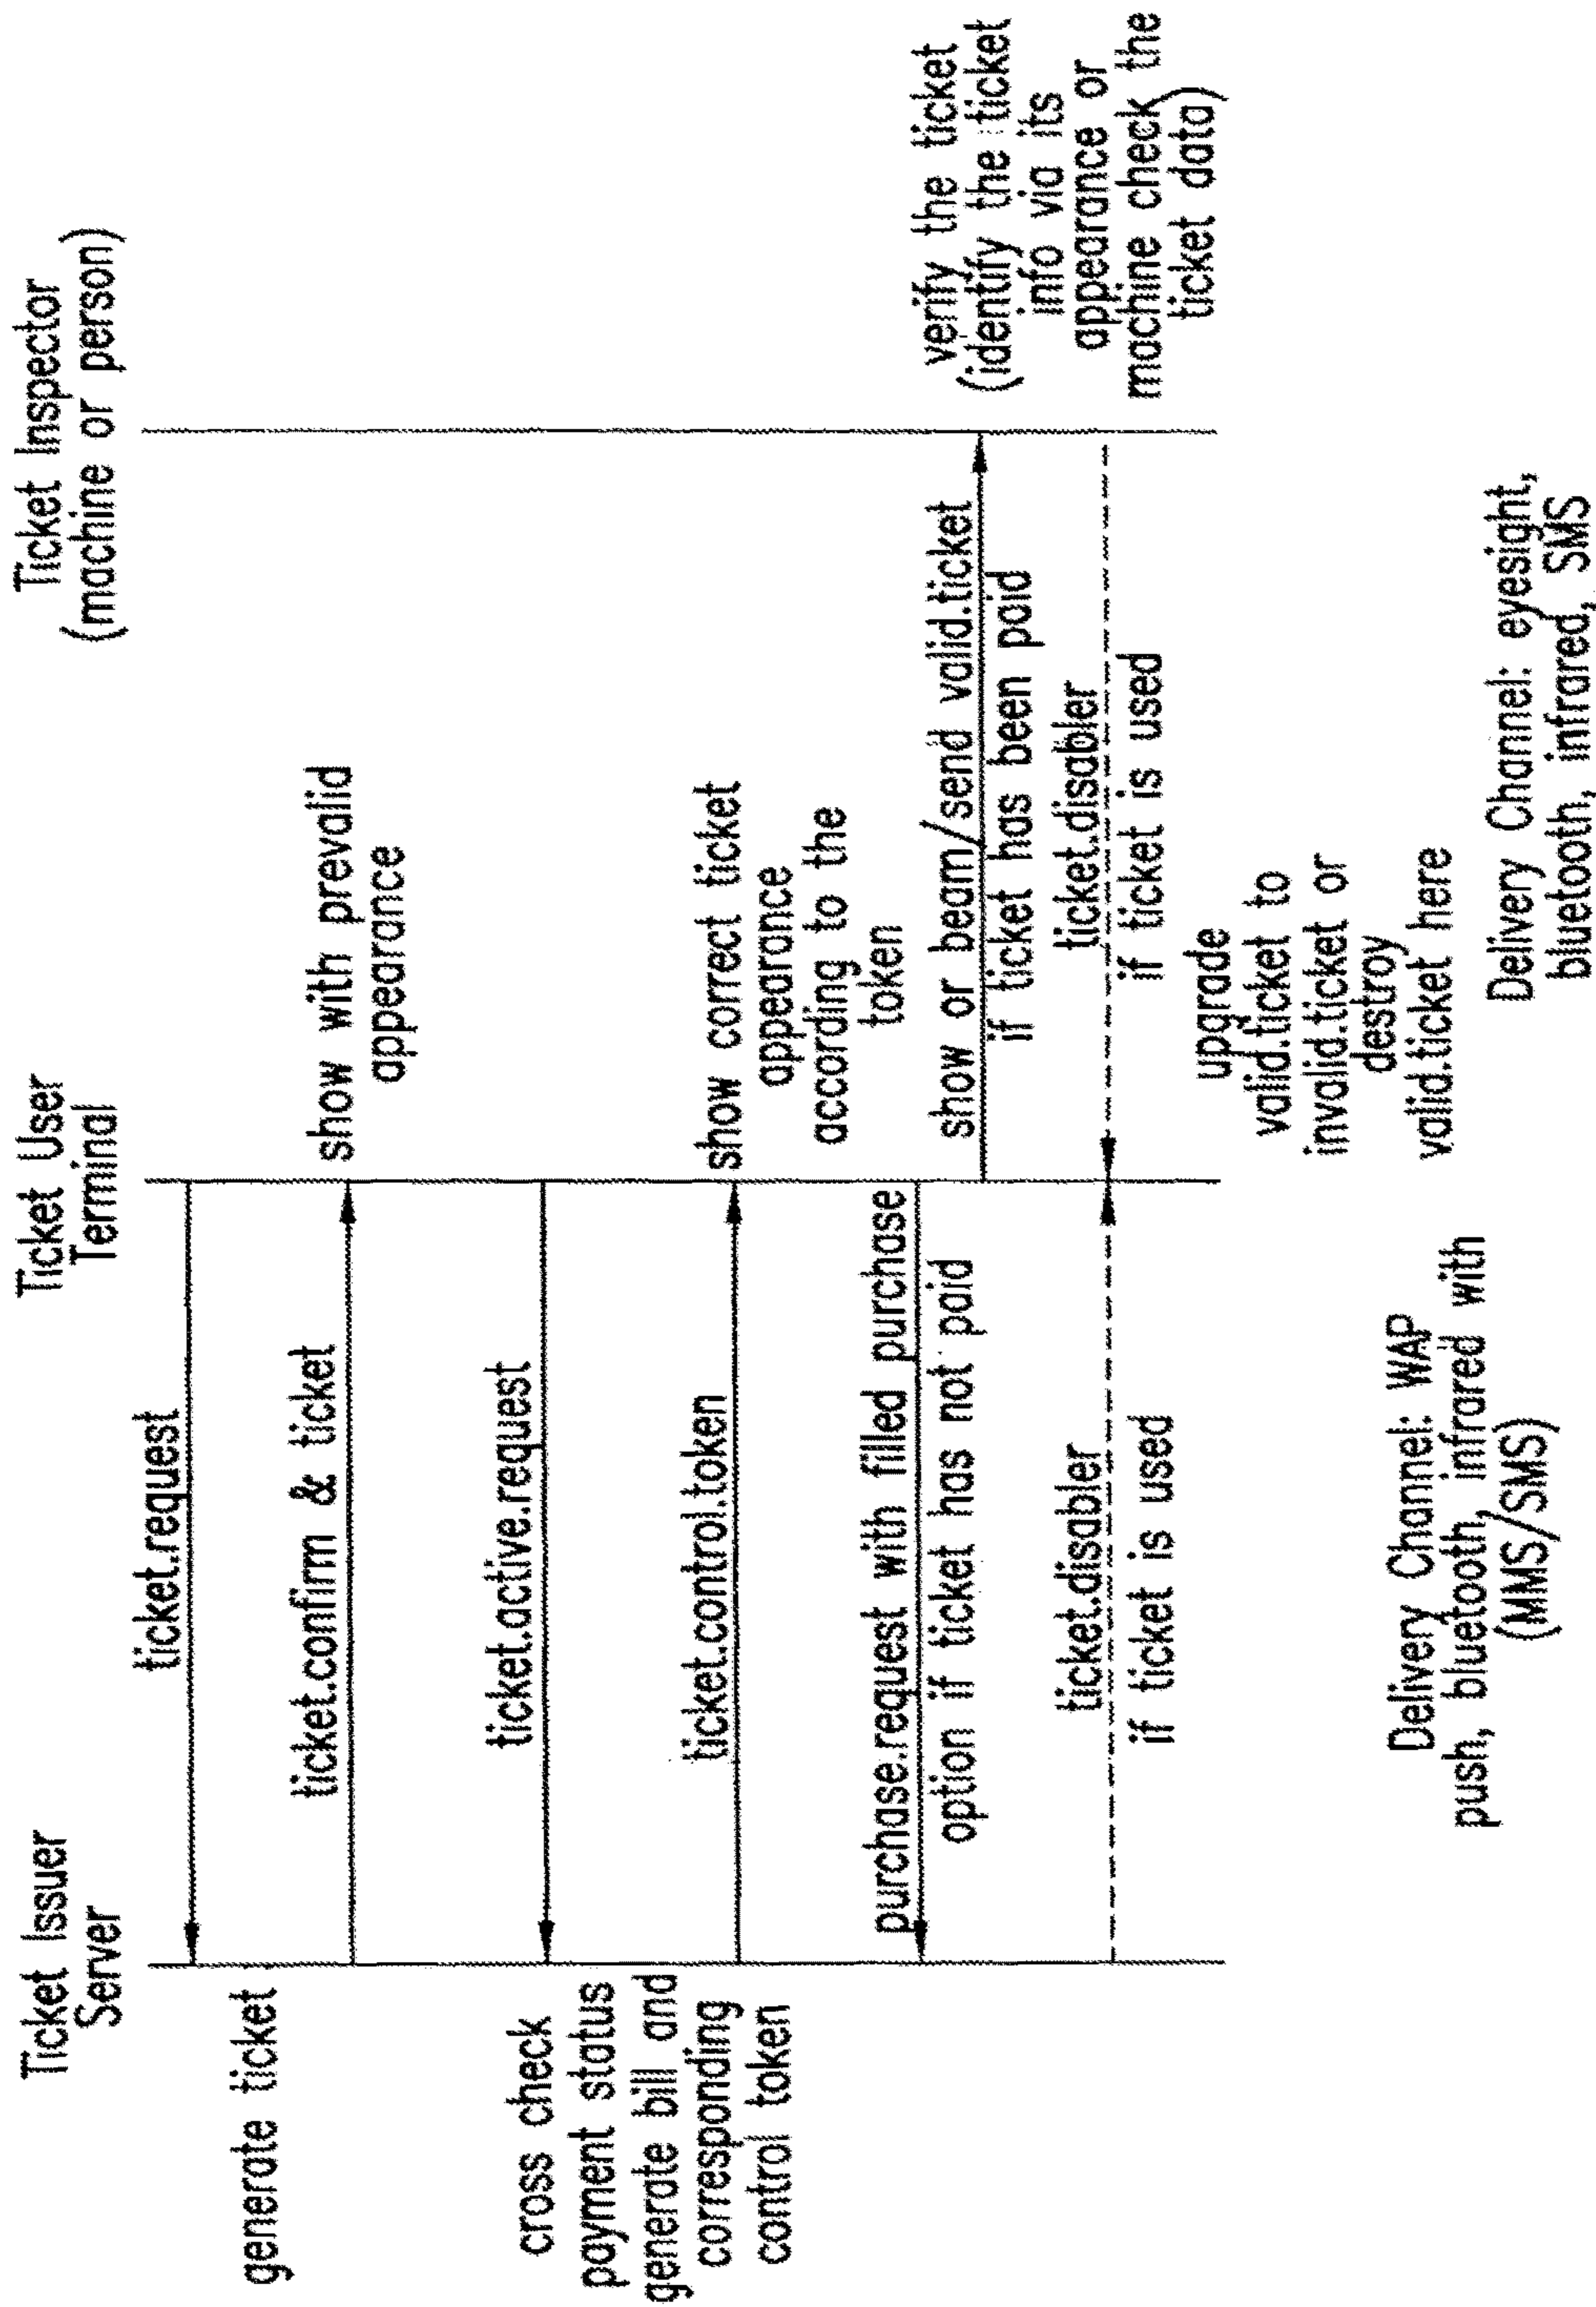 Ticket Issuer
Server
Ticket User
Terminal
Ticket Inspector
(machine or person)
ticket.request
generate ticket
ticket.confirm & ticket
show with prevalid
appearance
ticket.active.request
cross check
payment status
generate bill and
corresponding
control token
ticket.control.token
show correct ticket
appearance
according to the
token
purchase.request with filled purchase
option if ticket has not paid
show or beam/send valid.ticket
if ticket has been paid
verify the ticket
(identify the ticket
info via its
appearance or
machine check the
ticket data)
ticket.disabler
if ticket is used
ticket.disabler
if ticket is used
upgrade
valid.ticket to
invalid.ticket or
destroy
valid.ticket here
Delivery Channel: WAP
push, bluetooth, infrared with
(MMS/SMS)
Delivery Channel: eyesight,
bluetooth, infrared, SMS